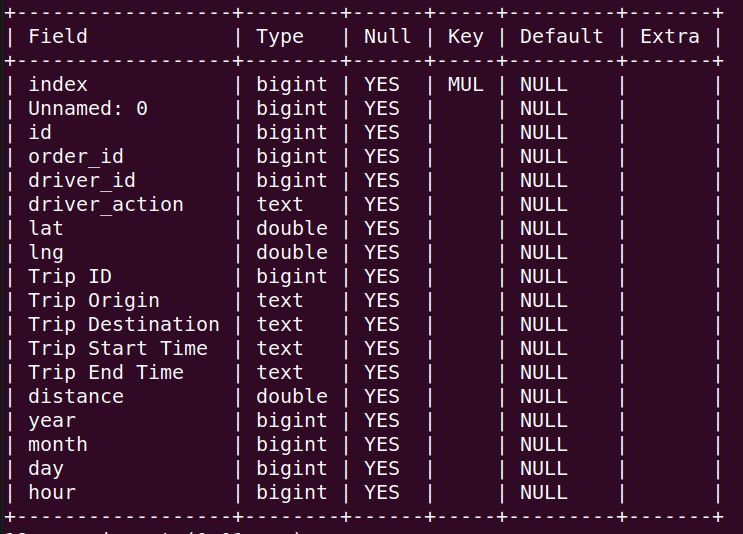 +------------------+--------+------+-----+---------+-------+
| Field            | Type   | Null | Key | Default | Extra |
+------------------+--------+------+-----+---------+-------+
| index            | bigint | YES  | MUL | NULL    |       |
| Unnamed: 0       | bigint | YES  |     | NULL    |       |
| id               | bigint | YES  |     | NULL    |       |
| order_id         | bigint | YES  |     | NULL    |       |
| driver_id        | bigint | YES  |     | NULL    |       |
| driver_action    | text   | YES  |     | NULL    |       |
| lat              | double | YES  |     | NULL    |       |
| lng              | double | YES  |     | NULL    |       |
| Trip ID          | bigint | YES  |     | NULL    |       |
| Trip Origin      | text   | YES  |     | NULL    |       |
| Trip Destination | text   | YES  |     | NULL    |       |
| Trip Start Time  | text   | YES  |     | NULL    |       |
| Trip End Time    | text   | YES  |     | NULL    |       |
| distance         | double | YES  |     | NULL    |       |
| year             | bigint | YES  |     | NULL    |       |
| month            | bigint | YES  |     | NULL    |       |
| day              | bigint | YES  |     | NULL    |       |
| hour             | bigint | YES  |     | NULL    |       |
+------------------+--------+------+-----+---------+-------+